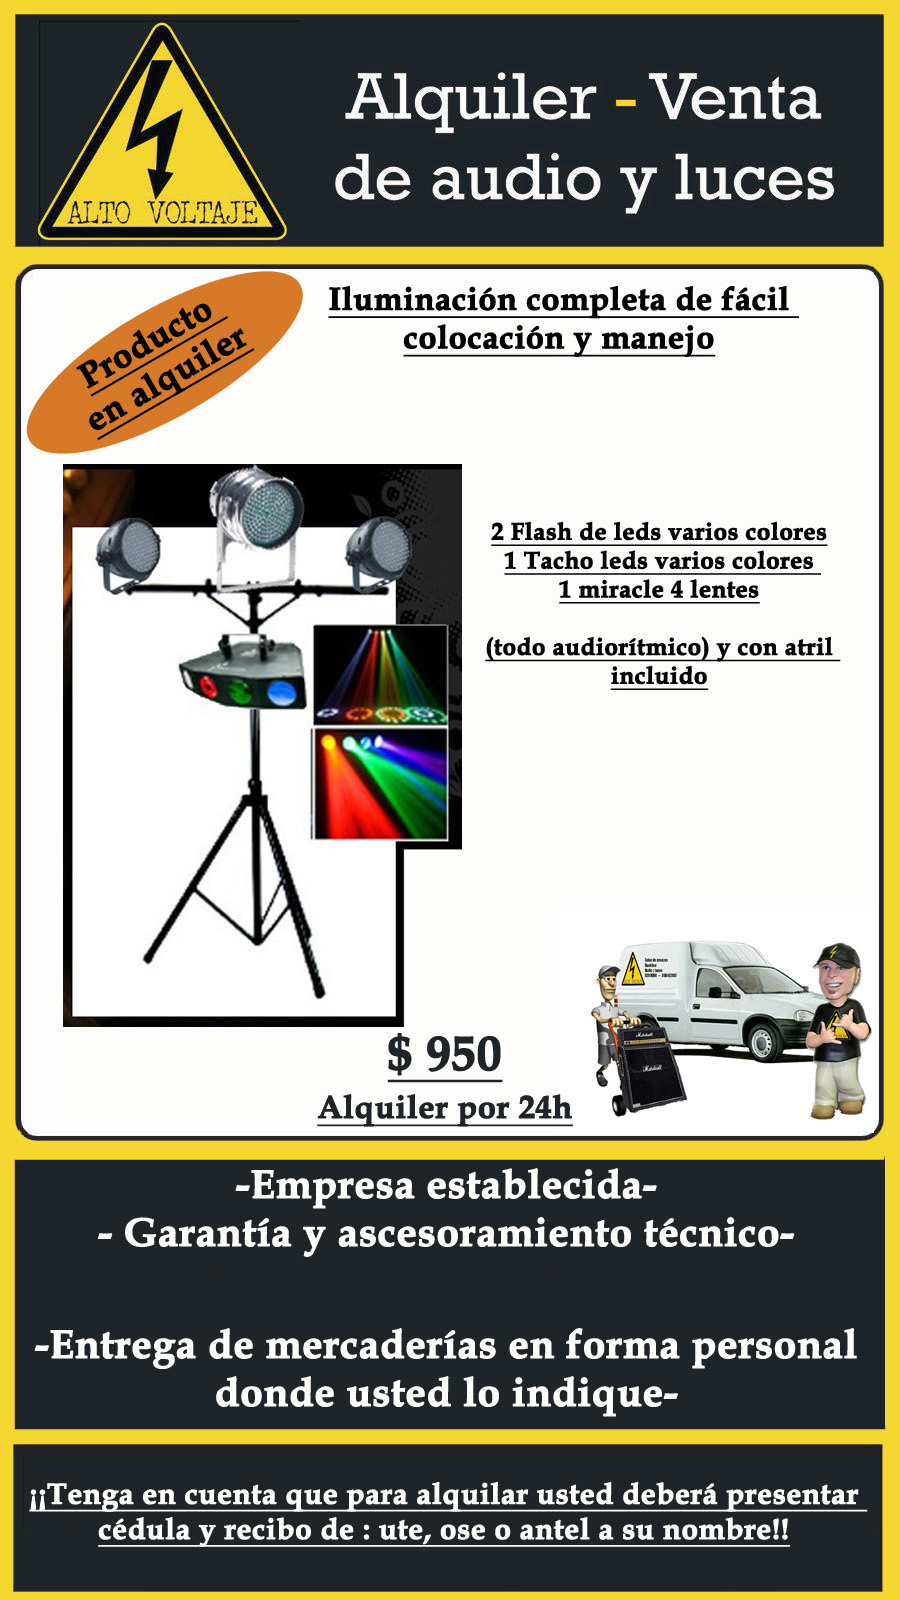 ALTO VOLTAJE
Alquiler - Venta
de audio y luces
Producto
en alquiler
Iluminación completa de fácil
colocación y manejo
2 Flash de leds varios colores
1 Tacho leds varios colores
1 miracle 4 lentes
(todo audiorítmico) y con atril
incluido
Marshall
Marshall
$ 950
Alquiler por 24h
-Empresa establecida-
- Garantía y ascesoramiento técnico-
-Entrega de mercaderías en forma personal
donde usted lo indique-
¡¡Tenga en cuenta que para alquilar usted deberá presentar
cédula y recibo de : ute, ose o antel a su nombre!!